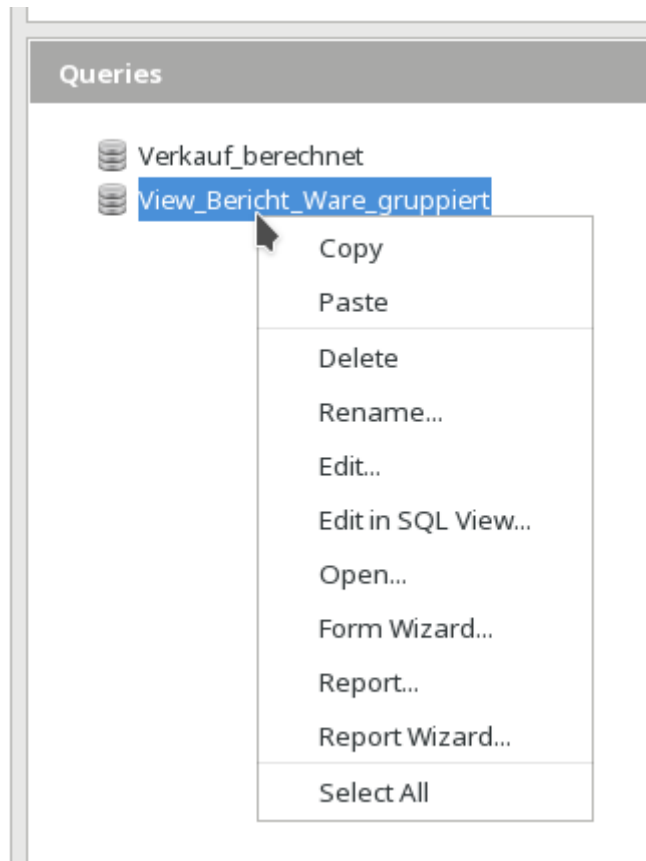 Queries
Verkauf_berechnet
View_Bericht_Ware_gruppiert
Copy
Paste
Delete
Rename...
Edit...
Edit in SQL View...
Open...
Form Wizard...
Report...
Report Wizard...
Select All